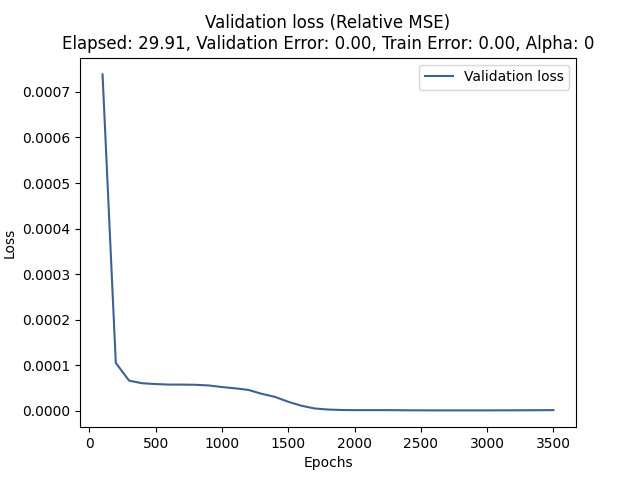 Validation loss (Relative MSE)
Elapsed: 29.91, Validation Error: 0.00, Train Error: 0.00, Alpha: 0
Validation loss
0.0007
0.0006
0.0005
0.0004
0.0003
0.0002
0.0001
0.0000
Loss
0 500 1000 1500 2000 2500 3000 3500
Epochs